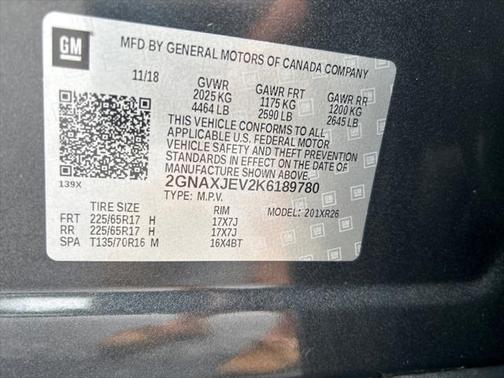 GM
MFD BY GENERAL MOTORS OF CANADA COMPANY
11/18 GVWR GAWR FRT GAWR RR
2025 KG 1175 KG 1200 KG
4464 LB 2590 LB 2645 LB
THIS VEHICLE CONFORMS TO ALL
APPLICABLE U.S. FEDERAL MOTOR
VEHICLE SAFETY AND THEFT
PREVENTION STANDARDS IN EFFECT
ON THE DATE OF
MANUFACTURE SHOWN ABOVE.
139X 2GNAXJEV2K6189780
TYPE: M.P.V.
TIRE SIZE RIM MODEL: 201XR26
FRT 225/65R17 H 17X7J
RR 225/65R17 H 17X7J
SPA T135/70R16 M 16X4BT